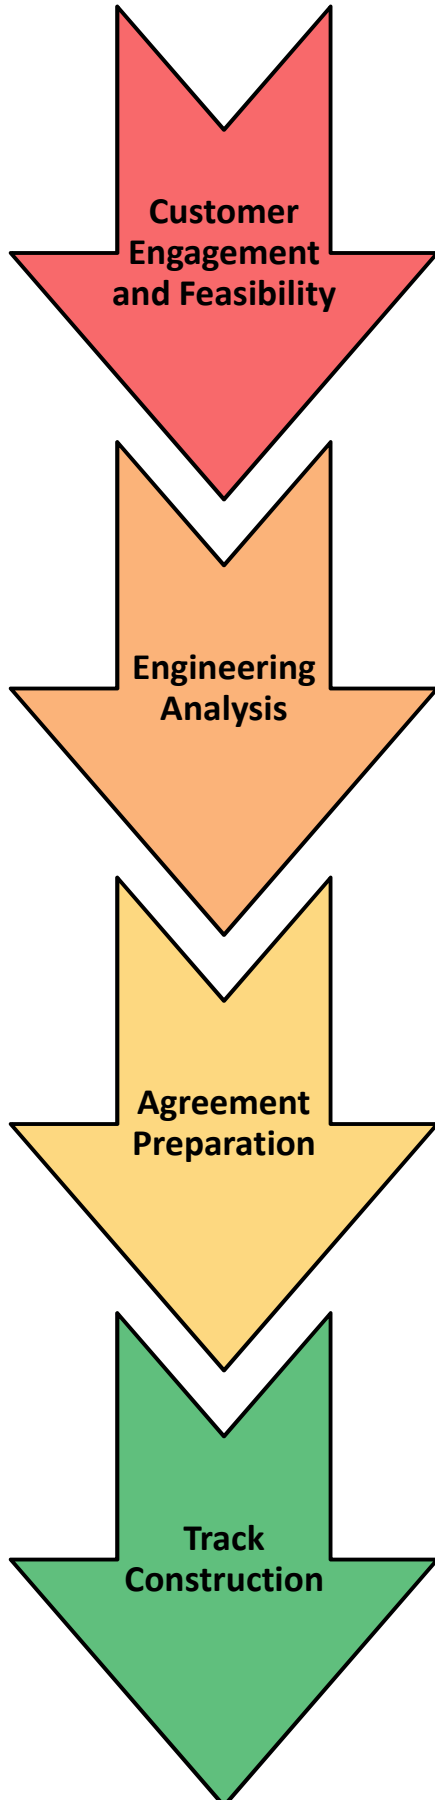 Customer
Engagement
and Feasibility
Engineering
Analysis
Agreement
Preparation
Track
Construction